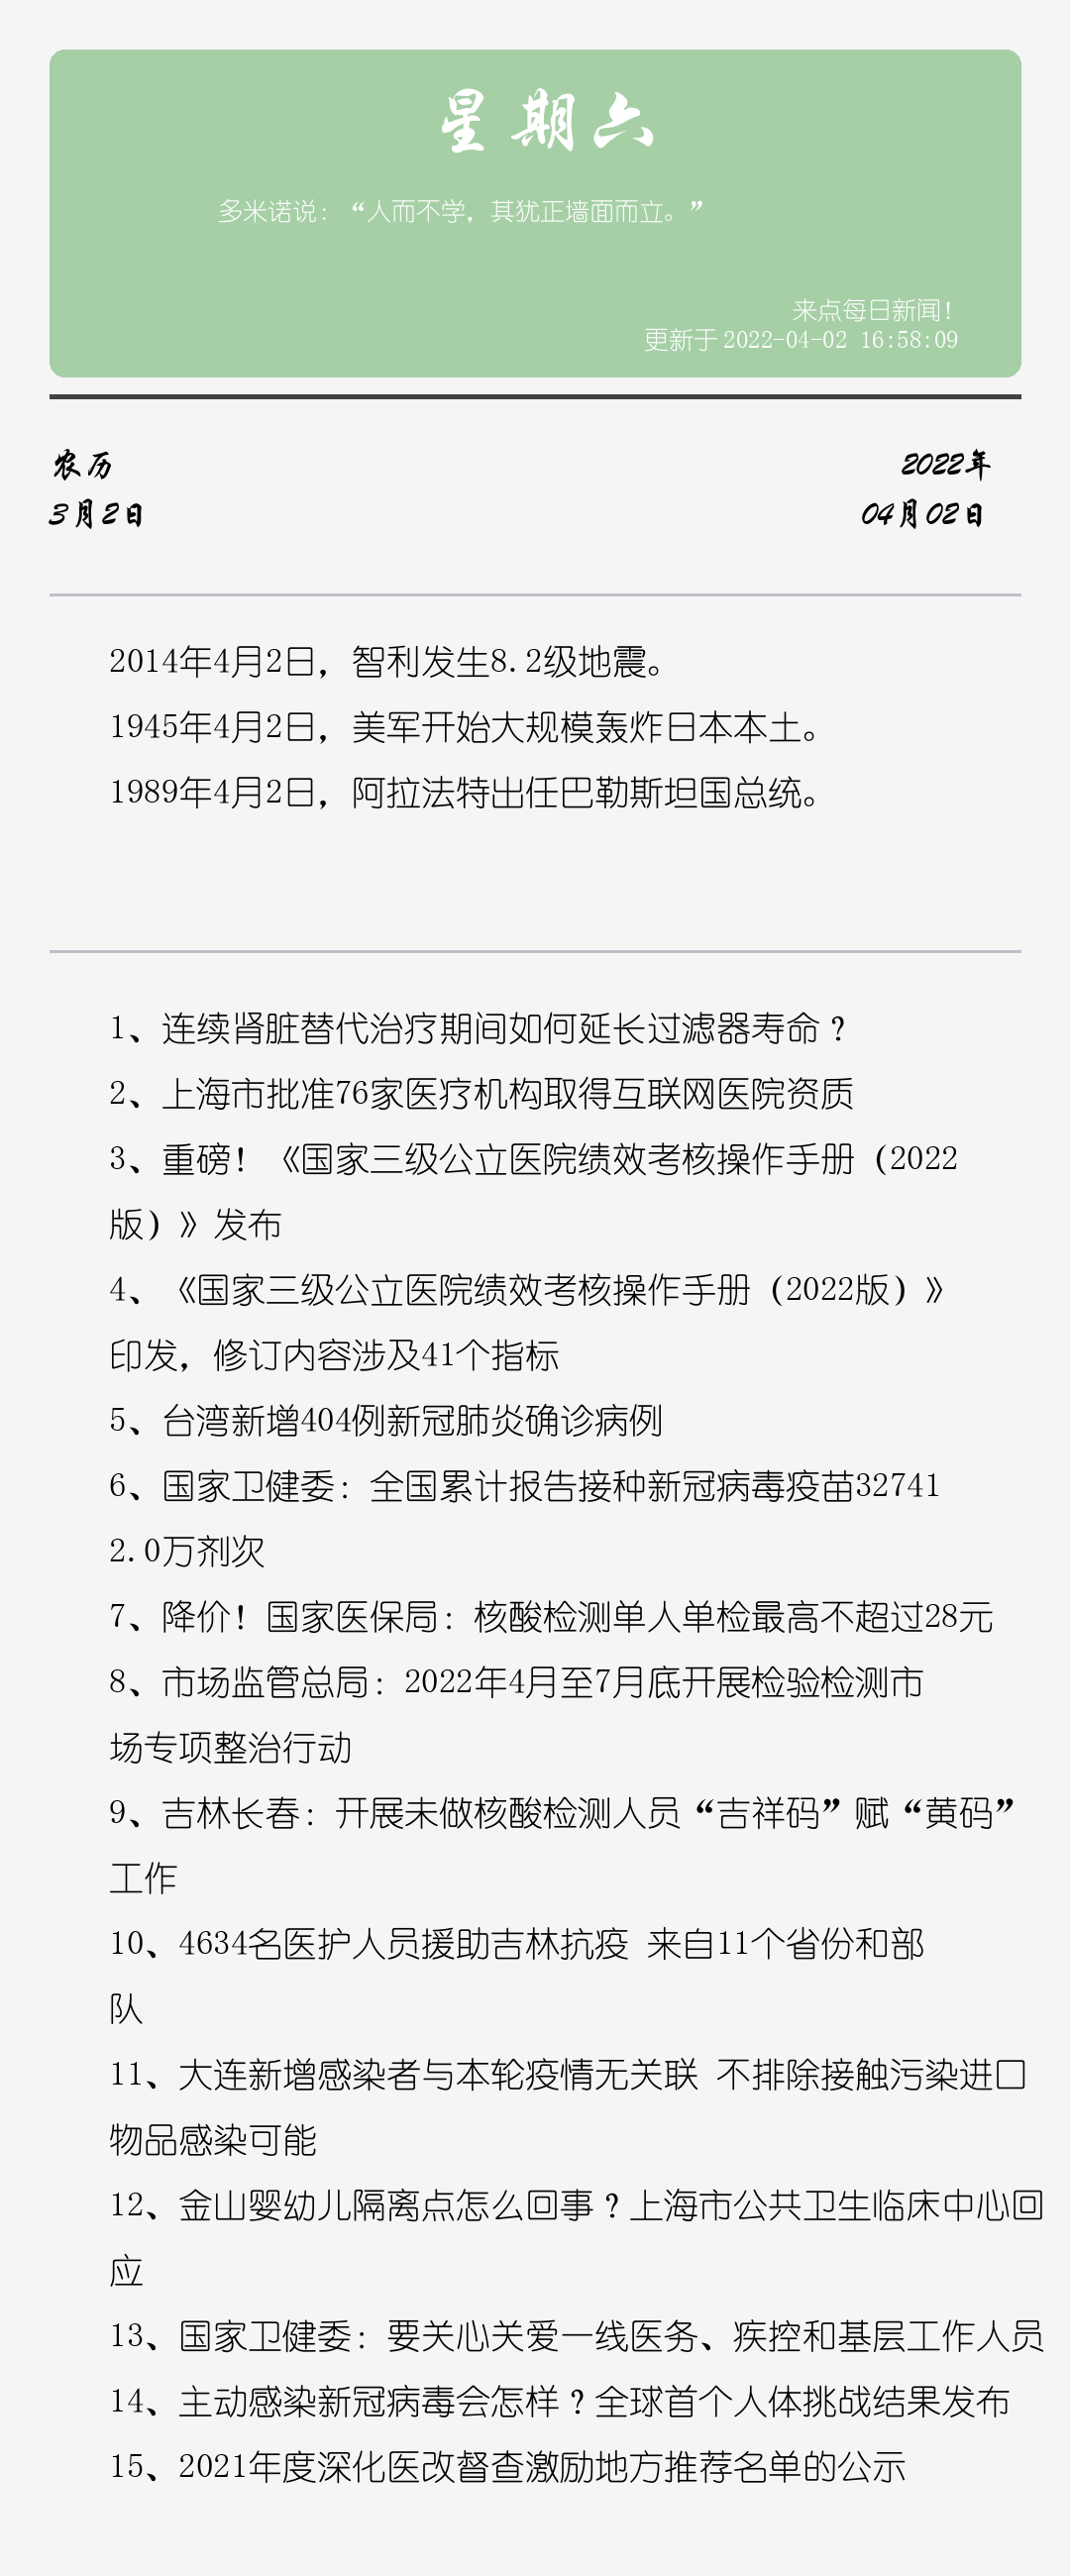 星期六
多米诺说：“人而不学，其犹正墙面而立。”
来点每日新闻！
更新于 2022-04-02 16:58:09
农历
2022年
3月2日
04月02日
2014年4月2日，智利发生8.2级地震。
1945年4月2日，美军开始大规模轰炸日本本土。
1989年4月2日，阿拉法特出任巴勒斯坦国总统。
1、连续肾脏替代治疗期间如何延长过滤器寿命？
2、上海市批准76家医疗机构取得互联网医院资质
3、重磅！《国家三级公立医院绩效考核操作手册（2022
版）》发布
4、《国家三级公立医院绩效考核操作手册（2022版）》
印发，修订内容涉及41个指标
5、台湾新增404例新冠肺炎确诊病例
6、国家卫健委：全国累计报告接种新冠病毒疫苗32741
2.0万剂次
7、降价！国家医保局：核酸检测单人单检最高不超过28元
8、市场监管总局：2022年4月至7月底开展检验检测市
场专项整治行动
9、吉林长春：开展未做核酸检测人员“吉祥码”赋“黄码”
工作
10、4634名医护人员援助吉林抗疫 来自11个省份和部
队
11、大连新增感染者与本轮疫情无关联 不排除接触污染进口
物品感染可能
12、金山婴幼儿隔离点怎么回事？上海市公共卫生临床中心回
应
13、国家卫健委：要关心关爱一线医务、疾控和基层工作人员
14、主动感染新冠病毒会怎样？全球首个人体挑战结果发布
15、2021年度深化医改督查激励地方推荐名单的公示